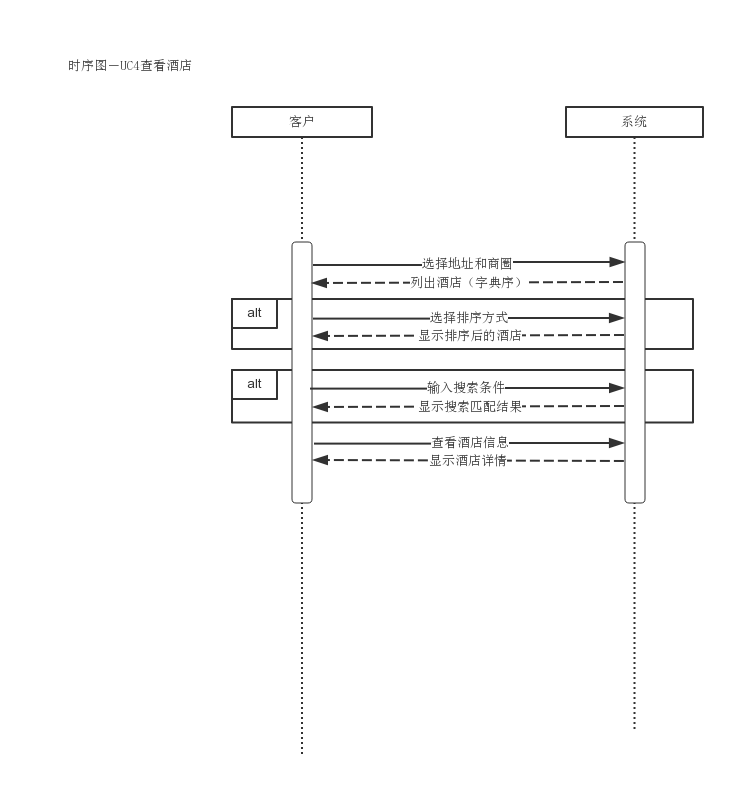 时序图—UC4查看酒店
客户
系统
选择地址和商圈
列出酒店（字典序）
alt
选择排序方式
显示排序后的酒店
alt
输入搜索条件
显示搜索匹配结果
查看酒店信息
显示酒店详情